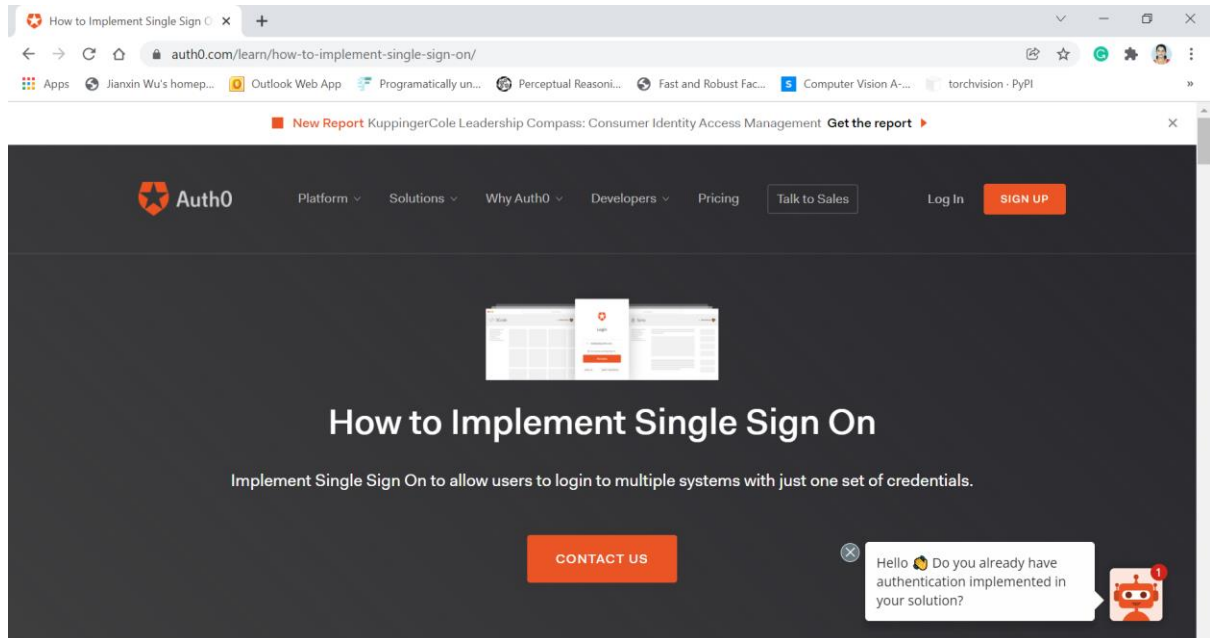 How to Implement Single Sign O
auth0.com/learn/how-to-implement-single-sign-on/
Apps Jianxin Wu's homep... Outlook Web App Programatically un... Perceptual Reasoni... Fast and Robust Fac... Computer Vision A-... torchvision · PyPI »
New Report KuppingerCole Leadership Compass: Consumer Identity Access Management Get the report
Auth0 Platform Solutions Why Auth0 Developers Pricing Talk to Sales Log In SIGN UP
Login
How to Implement Single Sign On
Implement Single Sign On to allow users to login to multiple systems with just one set of credentials.
CONTACT US
Hello 👋 Do you already have
authentication implemented in
your solution?
1